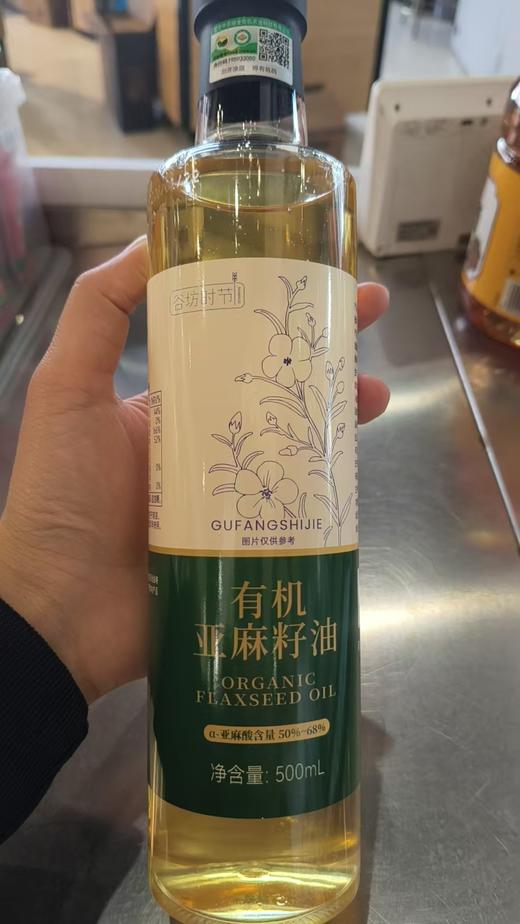 谷坊时节
GUFANGSHIJIE
图片仅供参考
有机
亚麻籽油
ORGANIC
FLAXSEED OIL
α-亚麻酸含量 50%~68%
净含量: 500mL